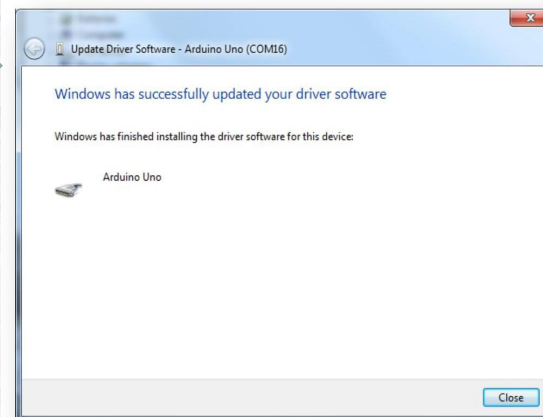 Update Driver Software - Arduino Uno (COM16)
Windows has successfully updated your driver software
Windows has finished installing the driver software for this device:
Arduino Uno
Close